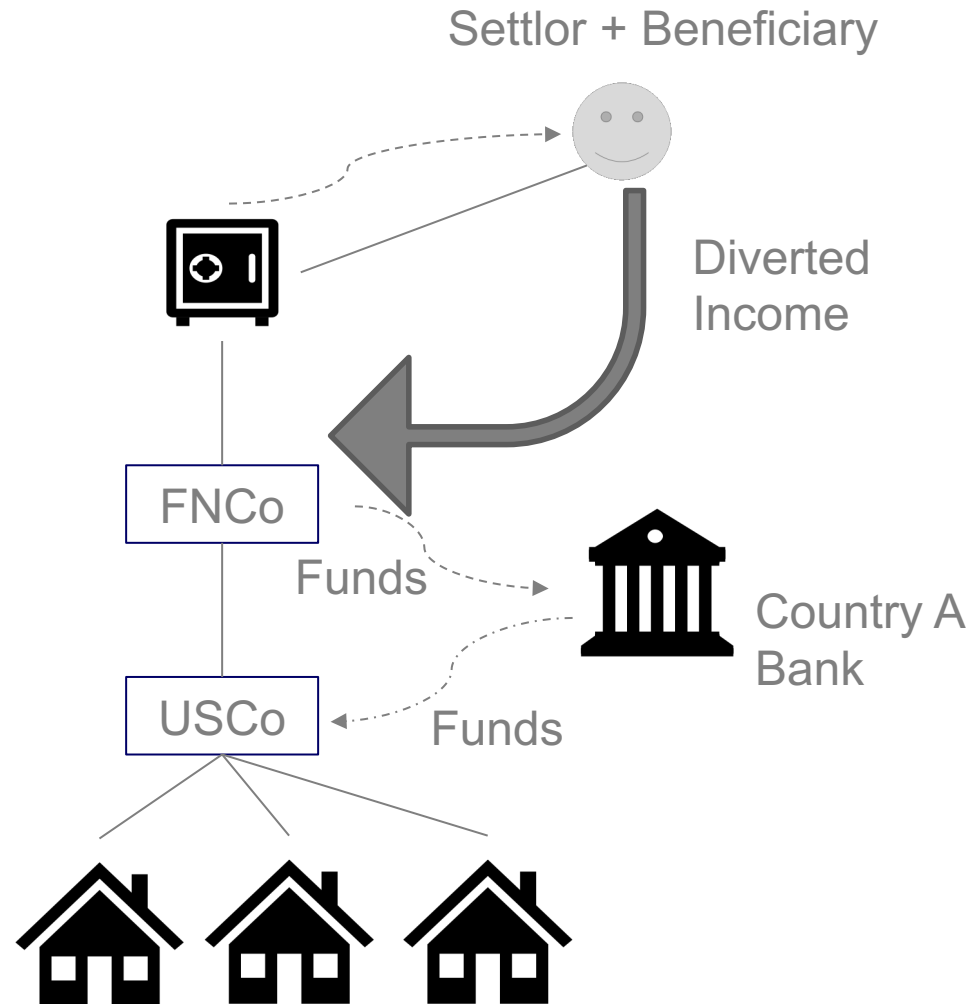 Settlor + Beneficiary
Diverted
Income
FNCo
Funds
Country A
Bank
USCo
Funds